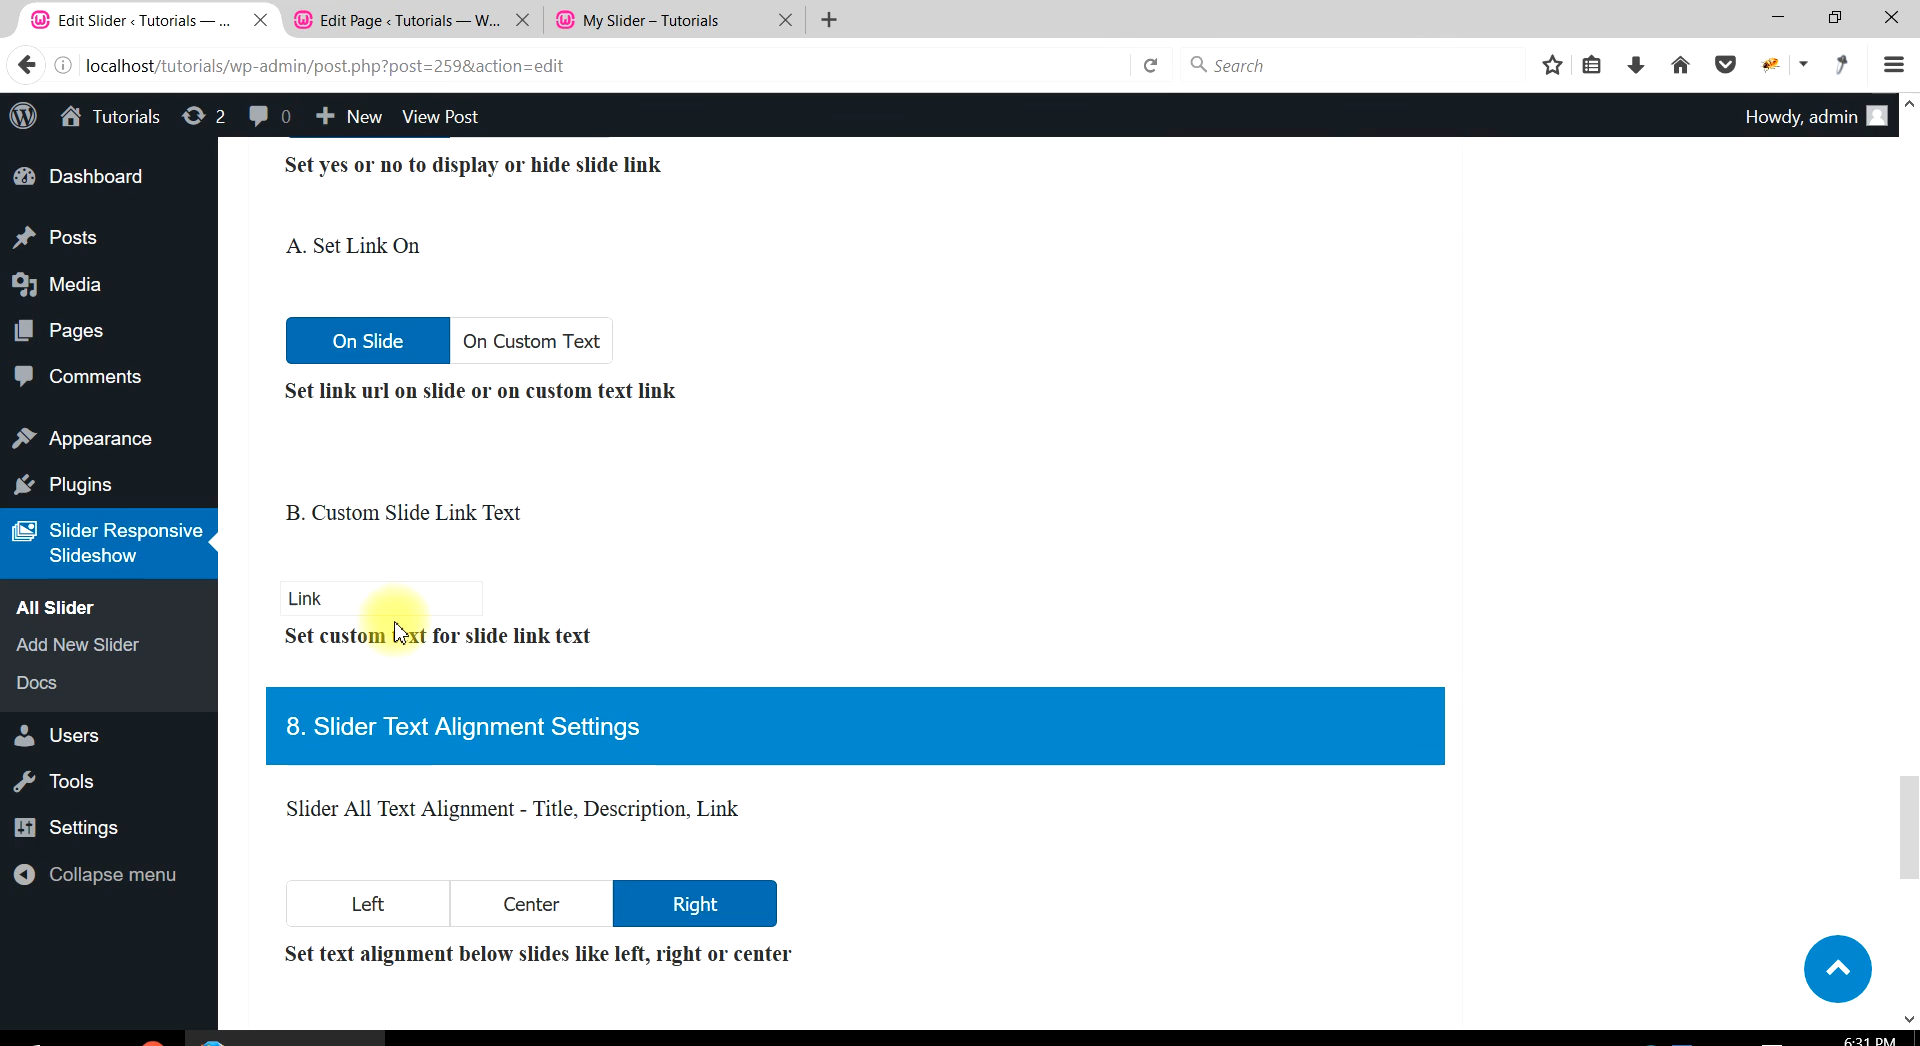 Edit Slider ‹ Tutorials — ...
Edit Page ‹ Tutorials — W...
My Slider – Tutorials
localhost/tutorials/wp-admin/post.php?post=259&action=edit
Search
Tutorials
2
0
New
View Post
Howdy, admin
Dashboard
Posts
Media
Pages
Comments
Appearance
Plugins
Slider Responsive
Slideshow
All Slider
Add New Slider
Docs
Users
Tools
Settings
Collapse menu
Set yes or no to display or hide slide link
A. Set Link On
On Slide
On Custom Text
Set link url on slide or on custom text link
B. Custom Slide Link Text
Link
Set custom text for slide link text
8. Slider Text Alignment Settings
Slider All Text Alignment - Title, Description, Link
Left
Center
Right
Set text alignment below slides like left, right or center
6:31 PM